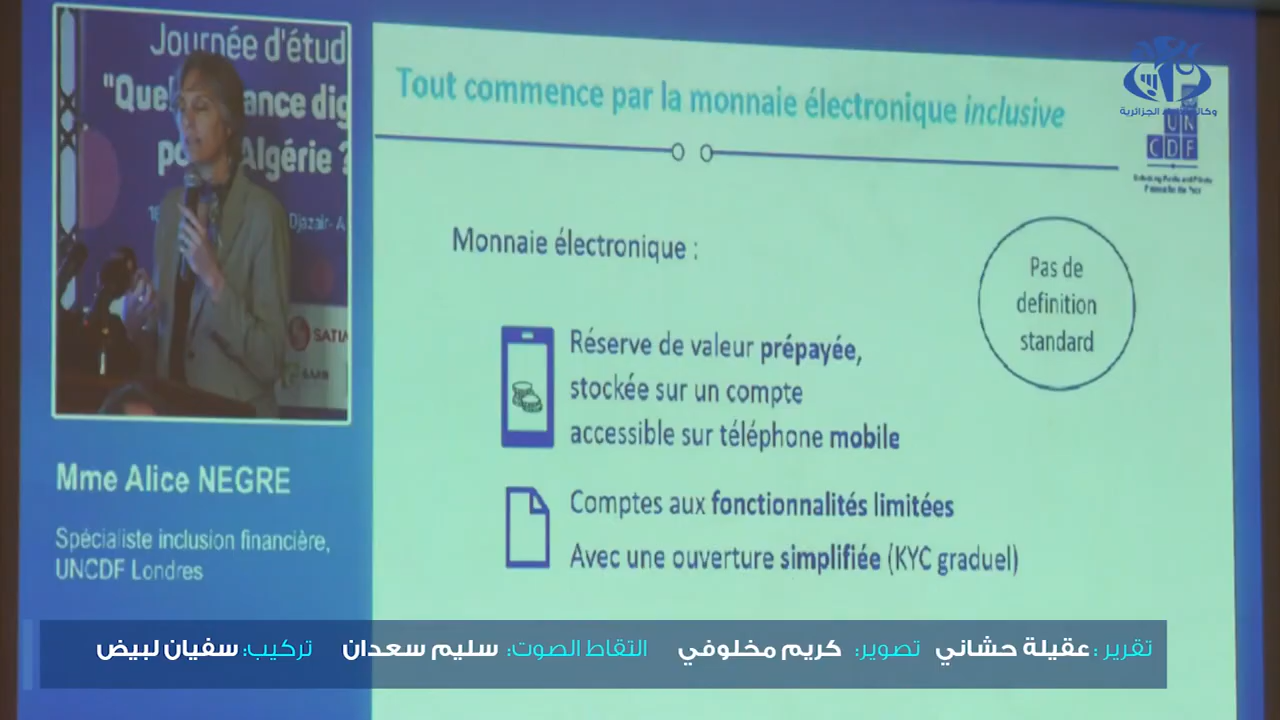 Journée d'étud
"Quel ance dig
Algérie ?
Djazair- A
SATIM
Mme Alice NEGRE
Spécialiste inclusion financière,
UNCDF Londres
Tout commence par la monnaie électronique inclusive
UN
CDF
Monnaie électronique :
Pas de
definition
standard
Réserve de valeur prépayée,
stockée sur un compte
accessible sur téléphone mobile
Comptes aux fonctionnalités limitées
Avec une ouverture simplifiée (KYC graduel)
تقرير : عقيلة حشاني تصوير: كريم مخلوفي التقاط الصوت: سليم سعدان تركيب: سفيان لبيض